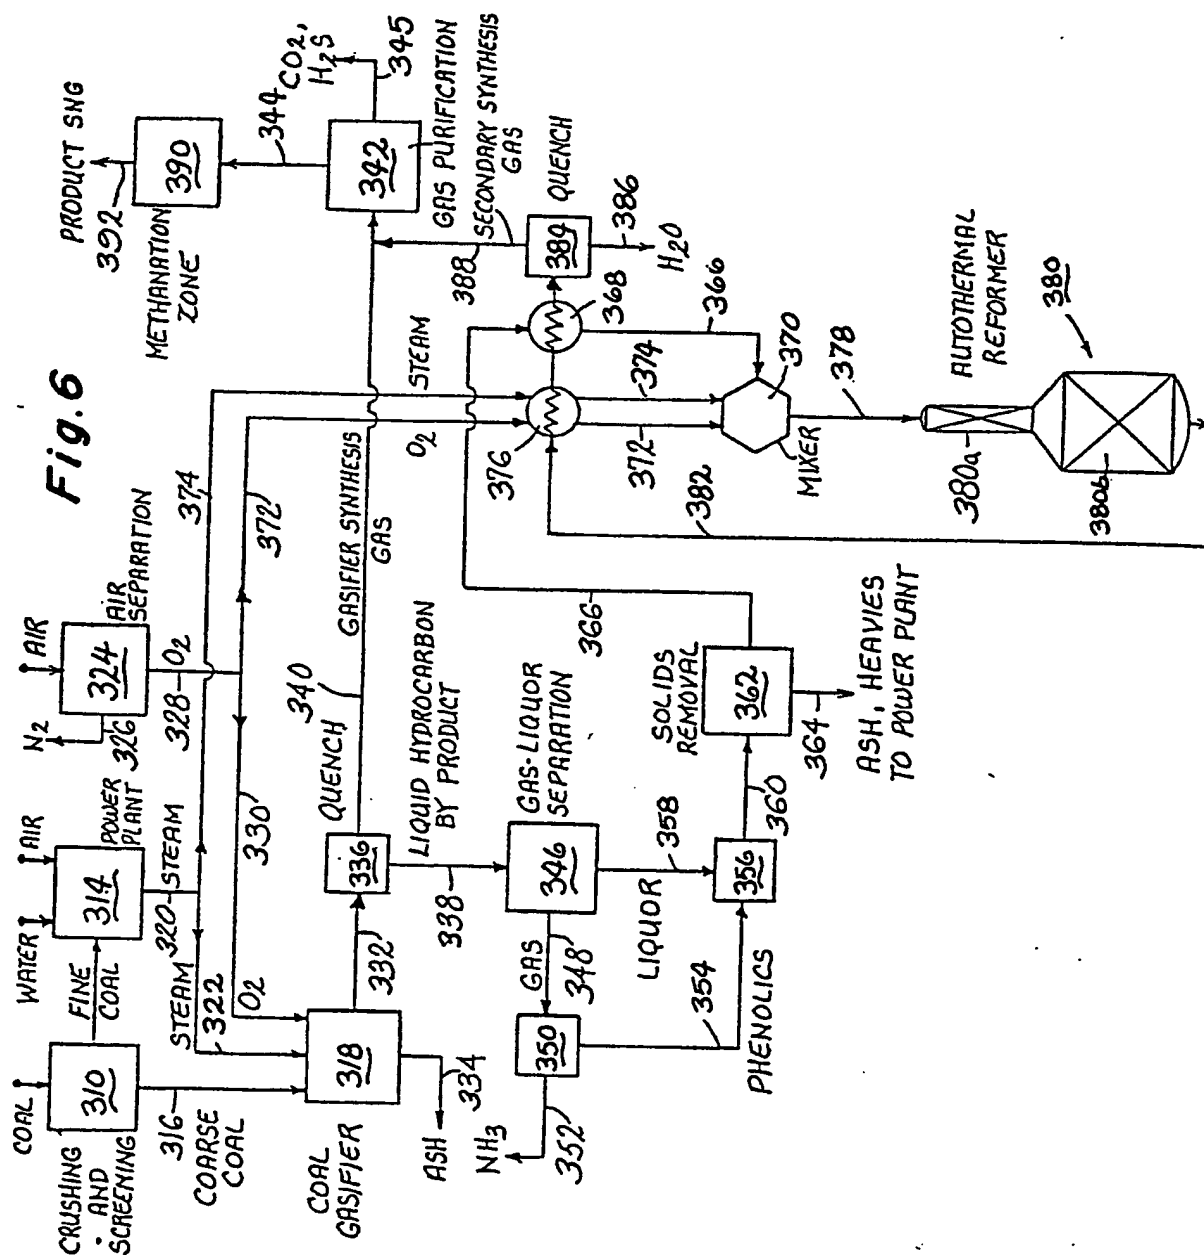 Fig.6
COAL
CRUSHING
AND
SCREENING
310
FINE
COAL
316
COARSE
COAL
WATER
AIR
314
POWER
PLANT
320
STEAM
STEAM
322
N2
326
AIR
324
AIR
SEPARATION
328
O2
330
O2
374
372
COAL
GASIFIER
318
334
ASH
332
336
QUENCH
340
GASIFIER SYNTHESIS
GAS
338
LIQUID HYDROCARBON
BY PRODUCT
346
GAS-LIQUOR
SEPARATION
GAS
348
350
352
NH3
354
PHENOLICS
LIQUOR
358
356
360
362
SOLIDS
REMOVAL
364
ASH, HEAVIES
TO POWER PLANT
366
STEAM
O2
376
368
372
374
366
370
MIXER
378
382
380a
380b
380
AUTOTHERMAL
REFORMER
384
QUENCH
386
H2O
388
SECONDARY SYNTHESIS
GAS
342
GAS PURIFICATION
344
CO2,
H2S
345
390
METHANATION
ZONE
392
PRODUCT SNG